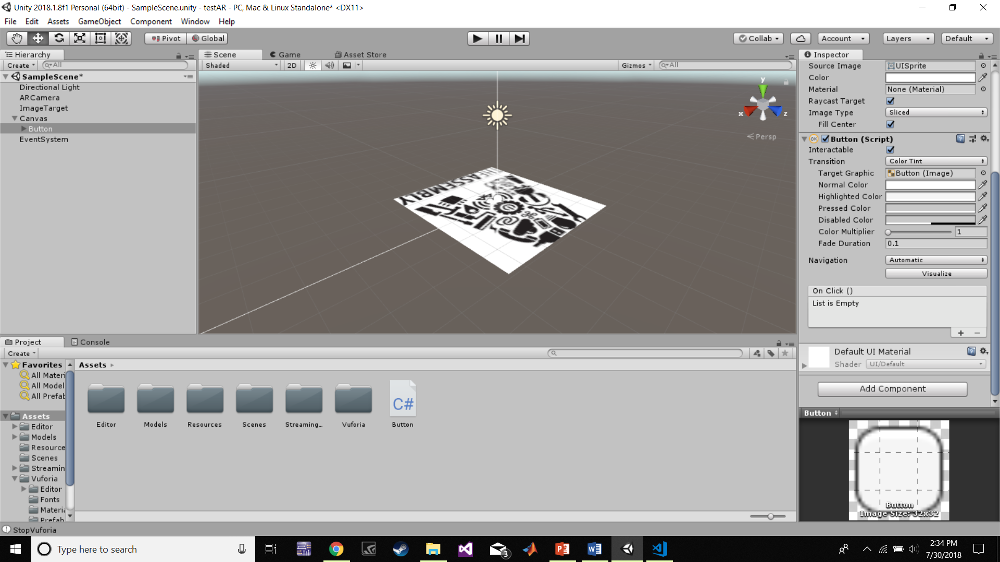 Unity 2018.1.8f1 Personal (64bit) - SampleScene.unity - testAR - PC, Mac & Linux Standalone* <DX11>
File Edit Assets GameObject Component Window Help
Pivot Global Collab Account Layers Default
Hierarchy
Create All
SampleScene*
Directional Light
ARCamera
ImageTarget
Canvas
Button
EventSystem
Scene Game Asset Store
Shaded 2D Gizmos All
y
x z
Persp
ASSEMBLY
Inspector
Source Image UISprite
Color
Material None (Material)
Raycast Target
Image Type Sliced
Fill Center
OK Button (Script)
Interactable
Transition Color Tint
Target Graphic Button (Image)
Normal Color
Highlighted Color
Pressed Color
Disabled Color
Color Multiplier 1
Fade Duration 0.1
Navigation Automatic
Visualize
On Click ()
List is Empty
+ −
Default UI Material
Shader UI/Default
Add Component
Button
Button
Image Size: 32x32
Project Console
Create
Favorites
All Materi
All Model
All Prefab
Assets
Editor
Models
Resource
Scenes
Streamin
Vuforia
Editor
Fonts
Materia
Prefab
Assets
C#
Editor Models Resources Scenes Streaming... Vuforia Button
StopVuforia
Type here to search
3
2:34 PM
7/30/2018